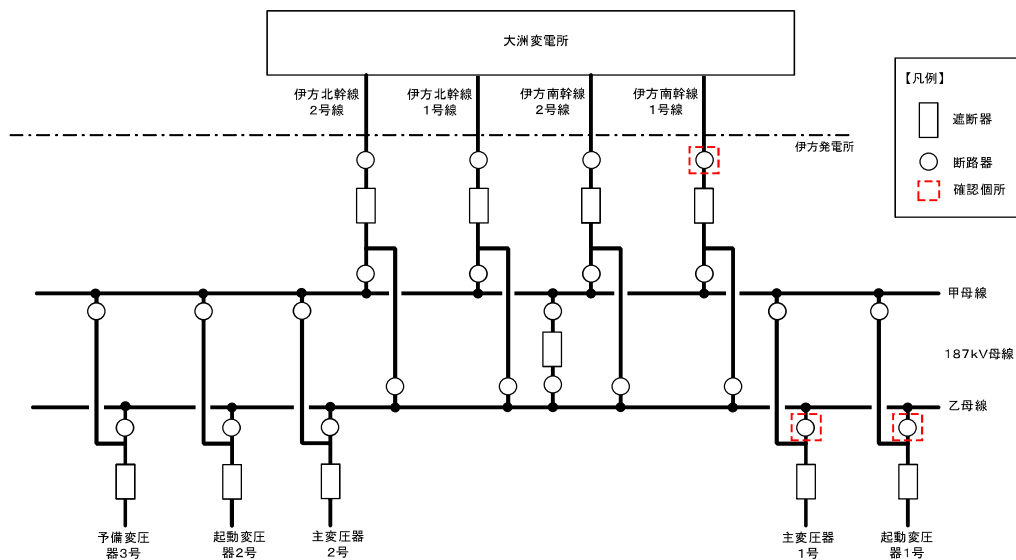 大洲変電所
伊方北幹線
2号線
伊方北幹線
1号線
伊方南幹線
2号線
伊方南幹線
1号線
伊方発電所
【凡例】
遮断器
断路器
確認個所
甲母線
187kV母線
乙母線
予備変圧
器3号
起動変圧
器2号
主変圧器
2号
主変圧器
1号
起動変圧
器1号